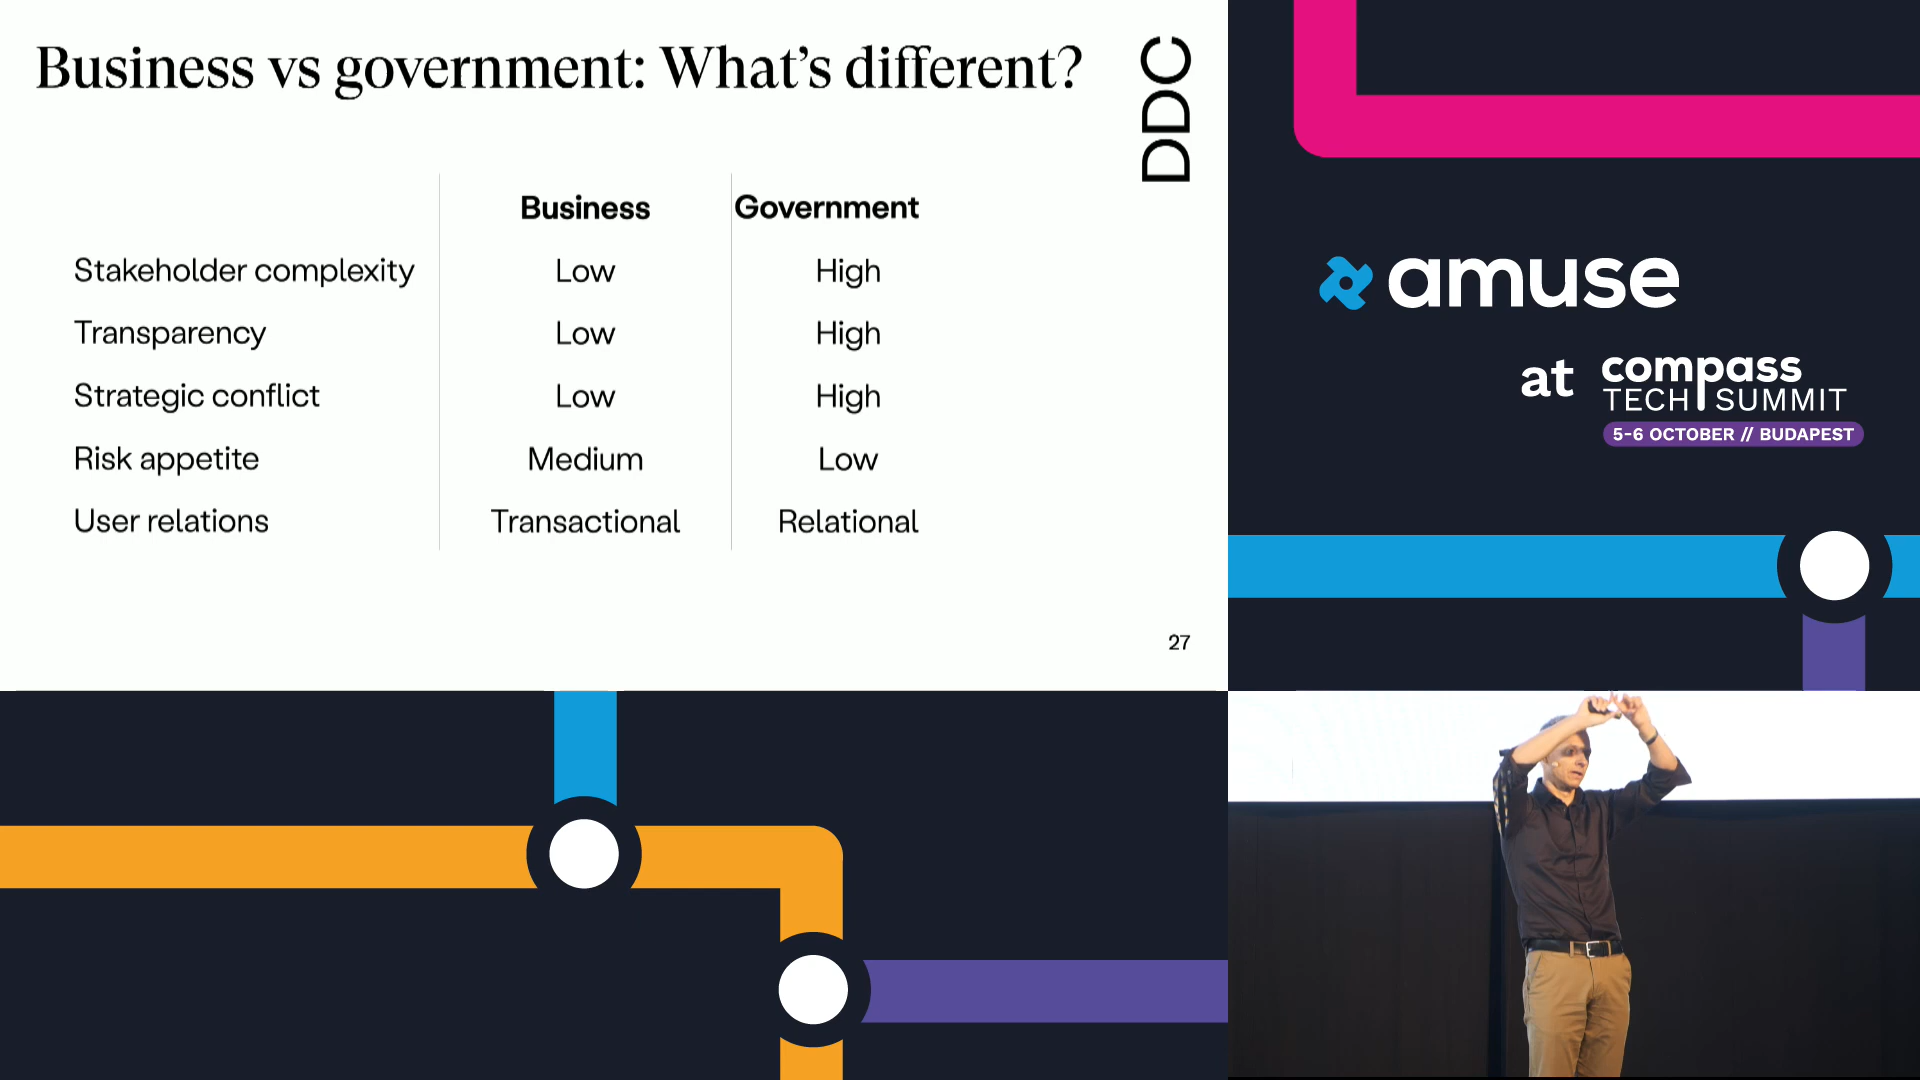 Business vs government: What's different?
DDC
Business Government
Stakeholder complexity Low High
Transparency Low High
Strategic conflict Low High
Risk appetite Medium Low
User relations Transactional Relational
27
amuse
at compass
TECH SUMMIT
5-6 OCTOBER // BUDAPEST